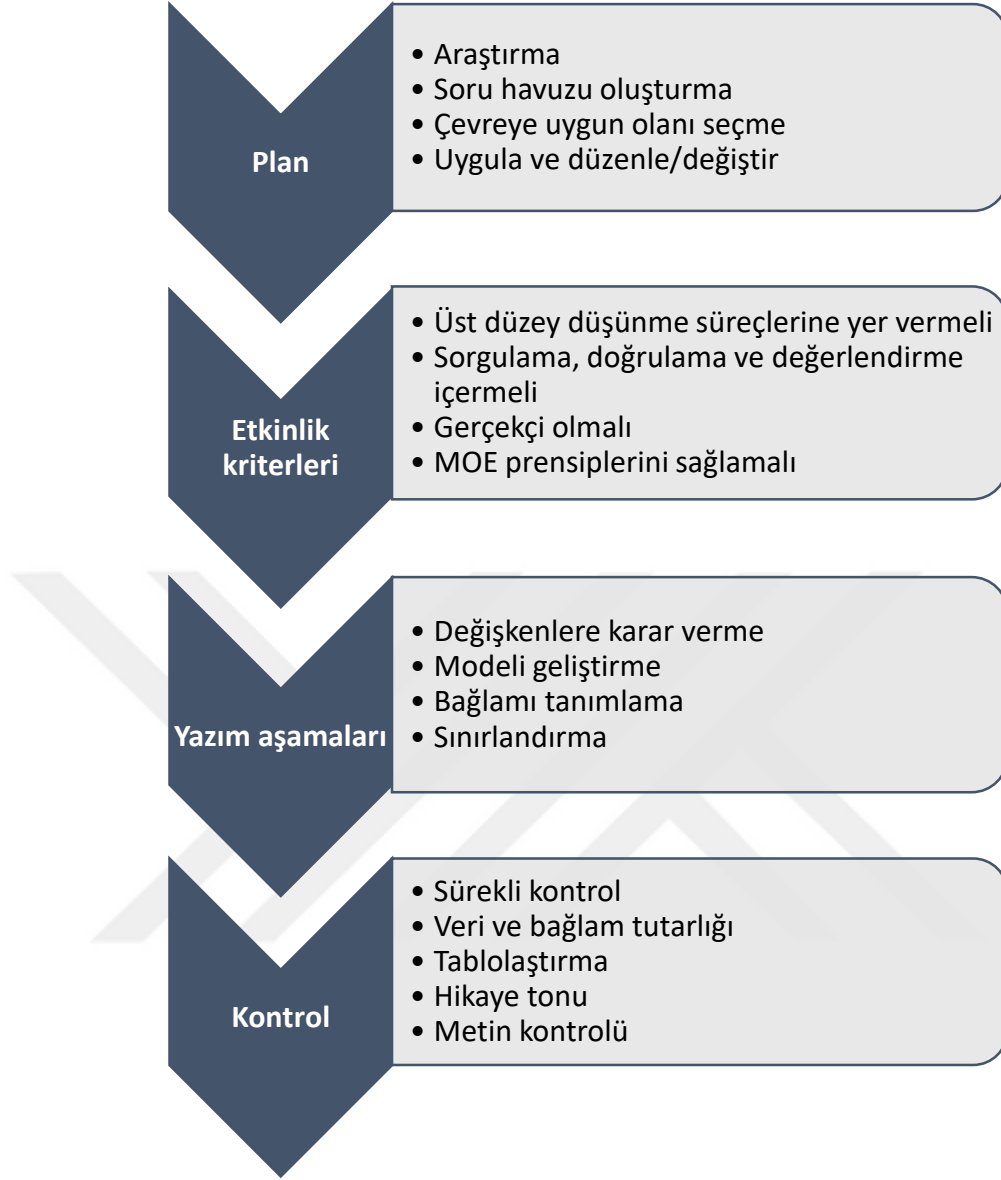 Plan
• Araştırma
• Soru havuzu oluşturma
• Çevreye uygun olanı seçme
• Uygula ve düzenle/değiştir
Etkinlik
kriterleri
• Üst düzey düşünme süreçlerine yer vermeli
• Sorgulama, doğrulama ve değerlendirme
içermeli
• Gerçekçi olmalı
• MOE prensiplerini sağlamalı
Yazım aşamaları
• Değişkenlere karar verme
• Modeli geliştirme
• Bağlamı tanımlama
• Sınırlandırma
Kontrol
• Sürekli kontrol
• Veri ve bağlam tutarlığı
• Tablolaştırma
• Hikaye tonu
• Metin kontrolü